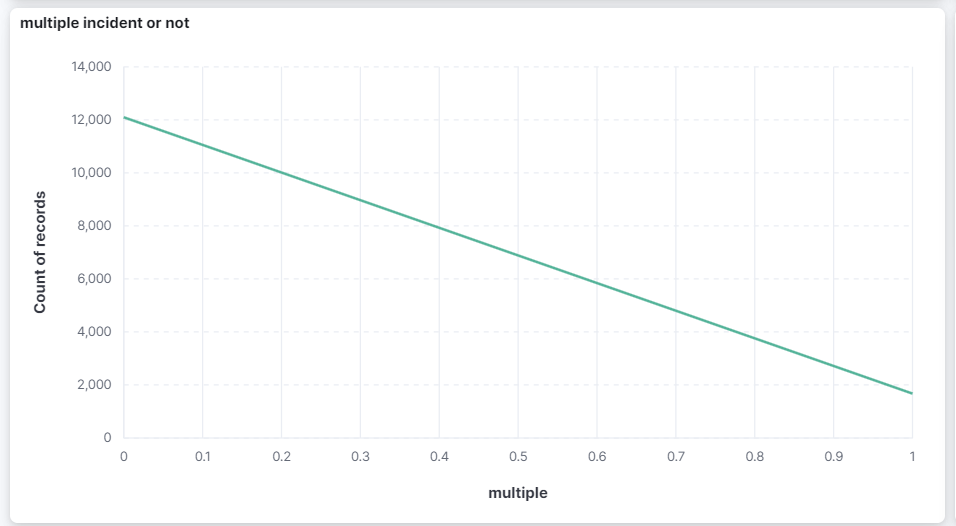 multiple incident or not
14,000
12,000
10,000
8,000
6,000
4,000
2,000
0
Count of records
0 0.1 0.2 0.3 0.4 0.5 0.6 0.7 0.8 0.9 1
multiple